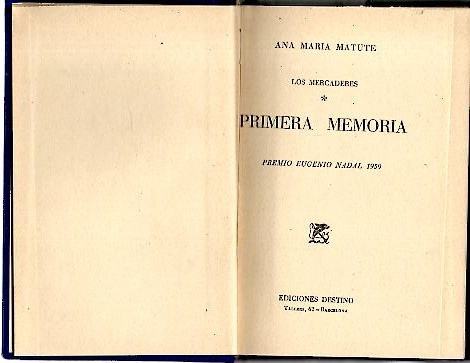 ANA MARIA MATUTE
LOS MERCADERES
*
PRIMERA MEMORIA
PREMIO EUGENIO NADAL 1959
EDICIONES DESTINO
TALLERS, 62 - BARCELONA